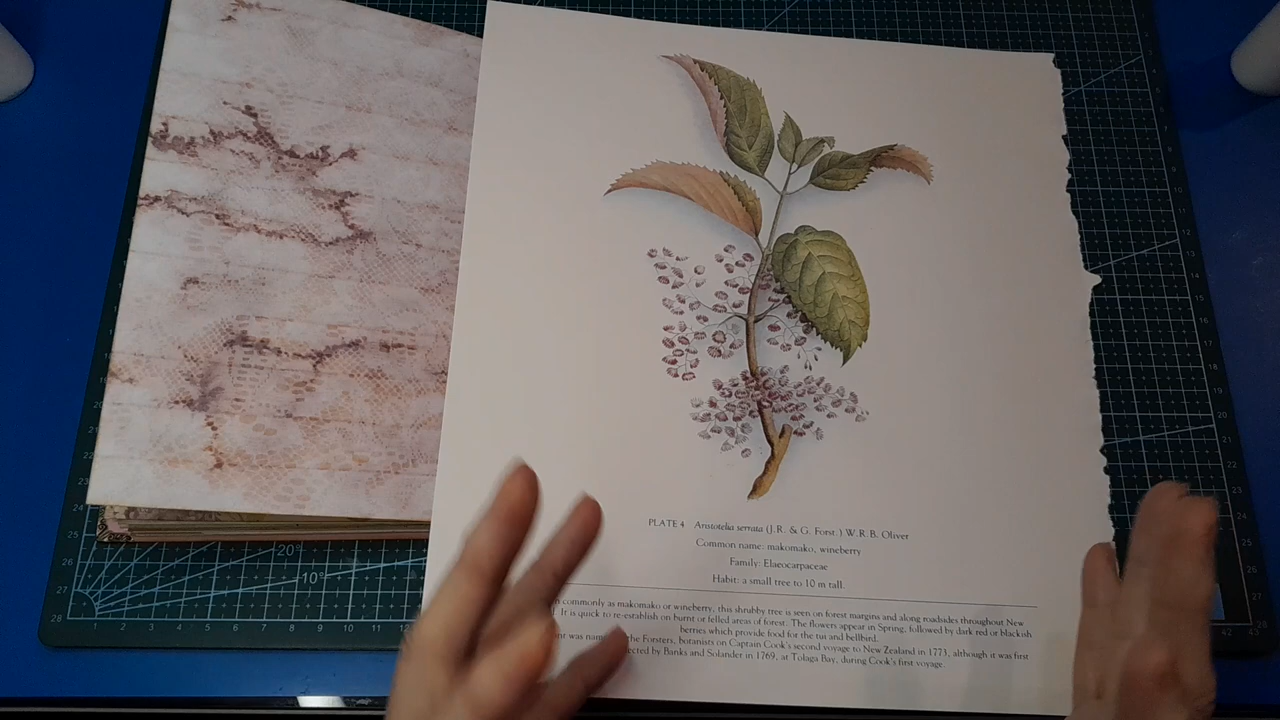 PLATE 4 Aristotelia serrata (J.R. & G. Forst.) W.R.B. Oliver
Common name: makomako, wineberry
Family: Elaeocarpaceae
Habit: a small tree to 10 m tall.
commonly as makomako or wineberry, this shrubby tree is seen on forest margins and along roadsides throughout New
It is quick to re-establish on burnt or felled areas of forest. The flowers appear in Spring, followed by dark red or blackish
berries which provide food for the tui and bellbird.
was the Forsters, botanists on Captain Cook's second voyage to New Zealand in 1773, although it was first
by Banks and Solander in 1769, at Tolaga Bay, during Cook's first voyage.
20°
10°